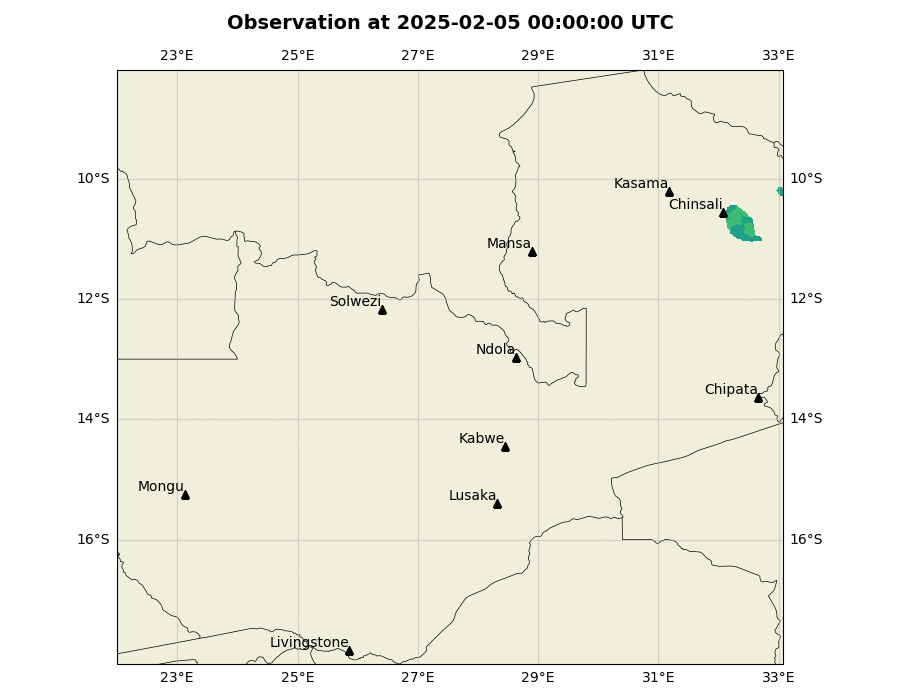 Observation at 2025-02-05 00:00:00 UTC
23°E 25°E 27°E 29°E 31°E 33°E
10°S 10°S
Kasama
Chinsali
Mansa
12°S 12°S
Solwezi
Ndola
Chipata
14°S 14°S
Kabwe
Mongu
Lusaka
16°S 16°S
Livingstone
23°E 25°E 27°E 29°E 31°E 33°E